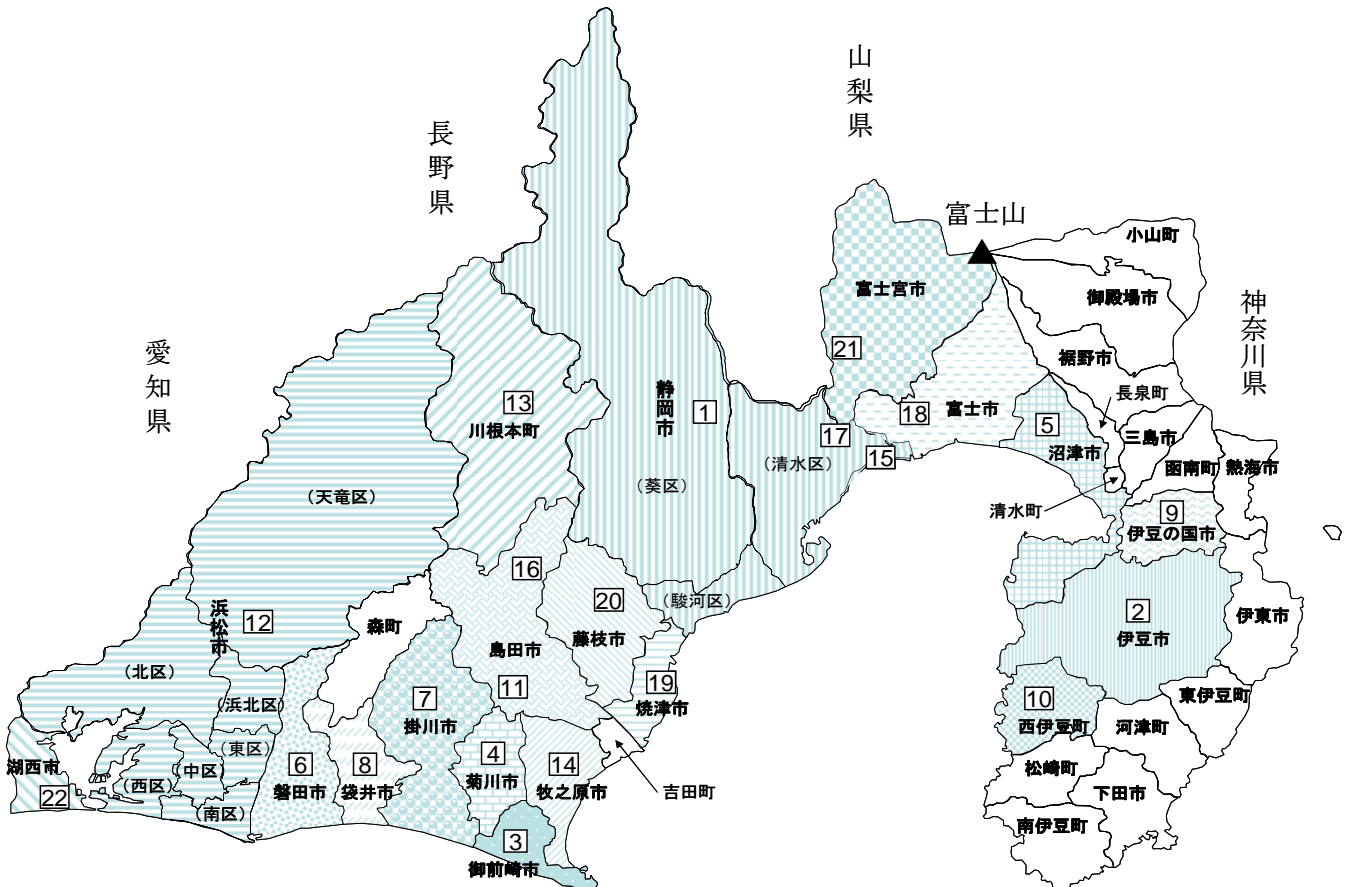 山梨県
長野県
富士山
小山町
御殿場市
神奈川県
富士宮市
愛知県
裾野市
21
長泉町
静岡市
1
13
川根本町
18
富士市
5
沼津市
三島市
函南町
熱海市
17
15
(清水区)
(天竜区)
(葵区)
清水町
9
伊豆の国市
16
20
(駿河区)
2
伊豆市
伊東市
浜松市
12
森町
藤枝市
島田市
(北区)
(浜北区)
7
掛川市
11
19
焼津市
10
西伊豆町
東伊豆町
河津町
湖西市
22
(東区)
(中区)
(西区)
(南区)
6
磐田市
8
袋井市
4
菊川市
14
牧之原市
吉田町
松崎町
下田市
南伊豆町
3
御前崎市